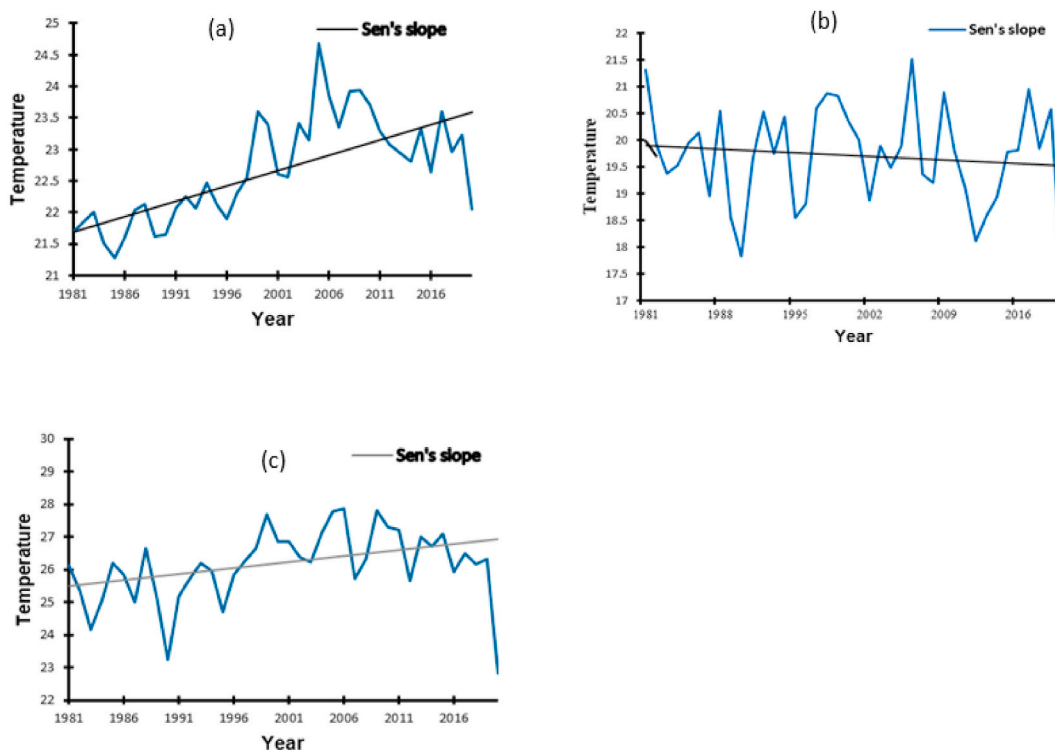 (a)
Sen's slope
25
24.5
24
23.5
23
22.5
22
21.5
21
Temperature
1981 1986 1991 1996 2001 2006 2011 2016
Year
(b)
Sen's slope
22
21.5
21
20.5
20
19.5
19
18.5
18
17.5
17
Temperature
1981 1988 1995 2002 2009 2016
Year
(c)
Sen's slope
30
29
28
27
26
25
24
23
22
Temperature
1981 1986 1991 1996 2001 2006 2011 2016
Year